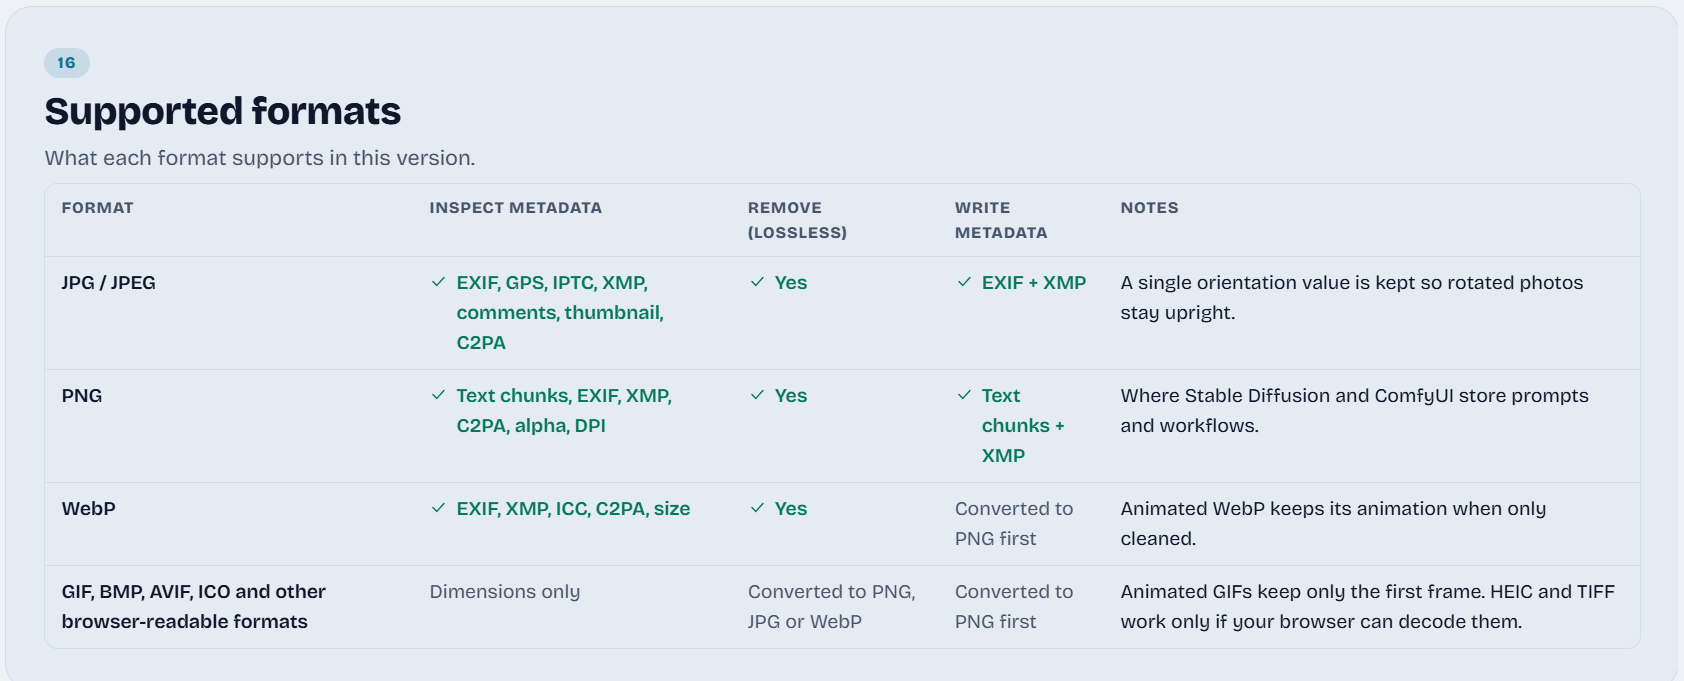 16
Supported formats
What each format supports in this version.
FORMAT
INSPECT METADATA
REMOVE
(LOSSLESS)
WRITE
METADATA
NOTES
JPG / JPEG
EXIF, GPS, IPTC, XMP,
comments, thumbnail,
C2PA
Yes
EXIF + XMP
A single orientation value is kept so rotated photos
stay upright.
PNG
Text chunks, EXIF, XMP,
C2PA, alpha, DPI
Yes
Text
chunks +
XMP
Where Stable Diffusion and ComfyUI store prompts
and workflows.
WebP
EXIF, XMP, ICC, C2PA, size
Yes
Converted to
PNG first
Animated WebP keeps its animation when only
cleaned.
GIF, BMP, AVIF, ICO and other
browser-readable formats
Dimensions only
Converted to PNG,
JPG or WebP
Converted to
PNG first
Animated GIFs keep only the first frame. HEIC and TIFF
work only if your browser can decode them.